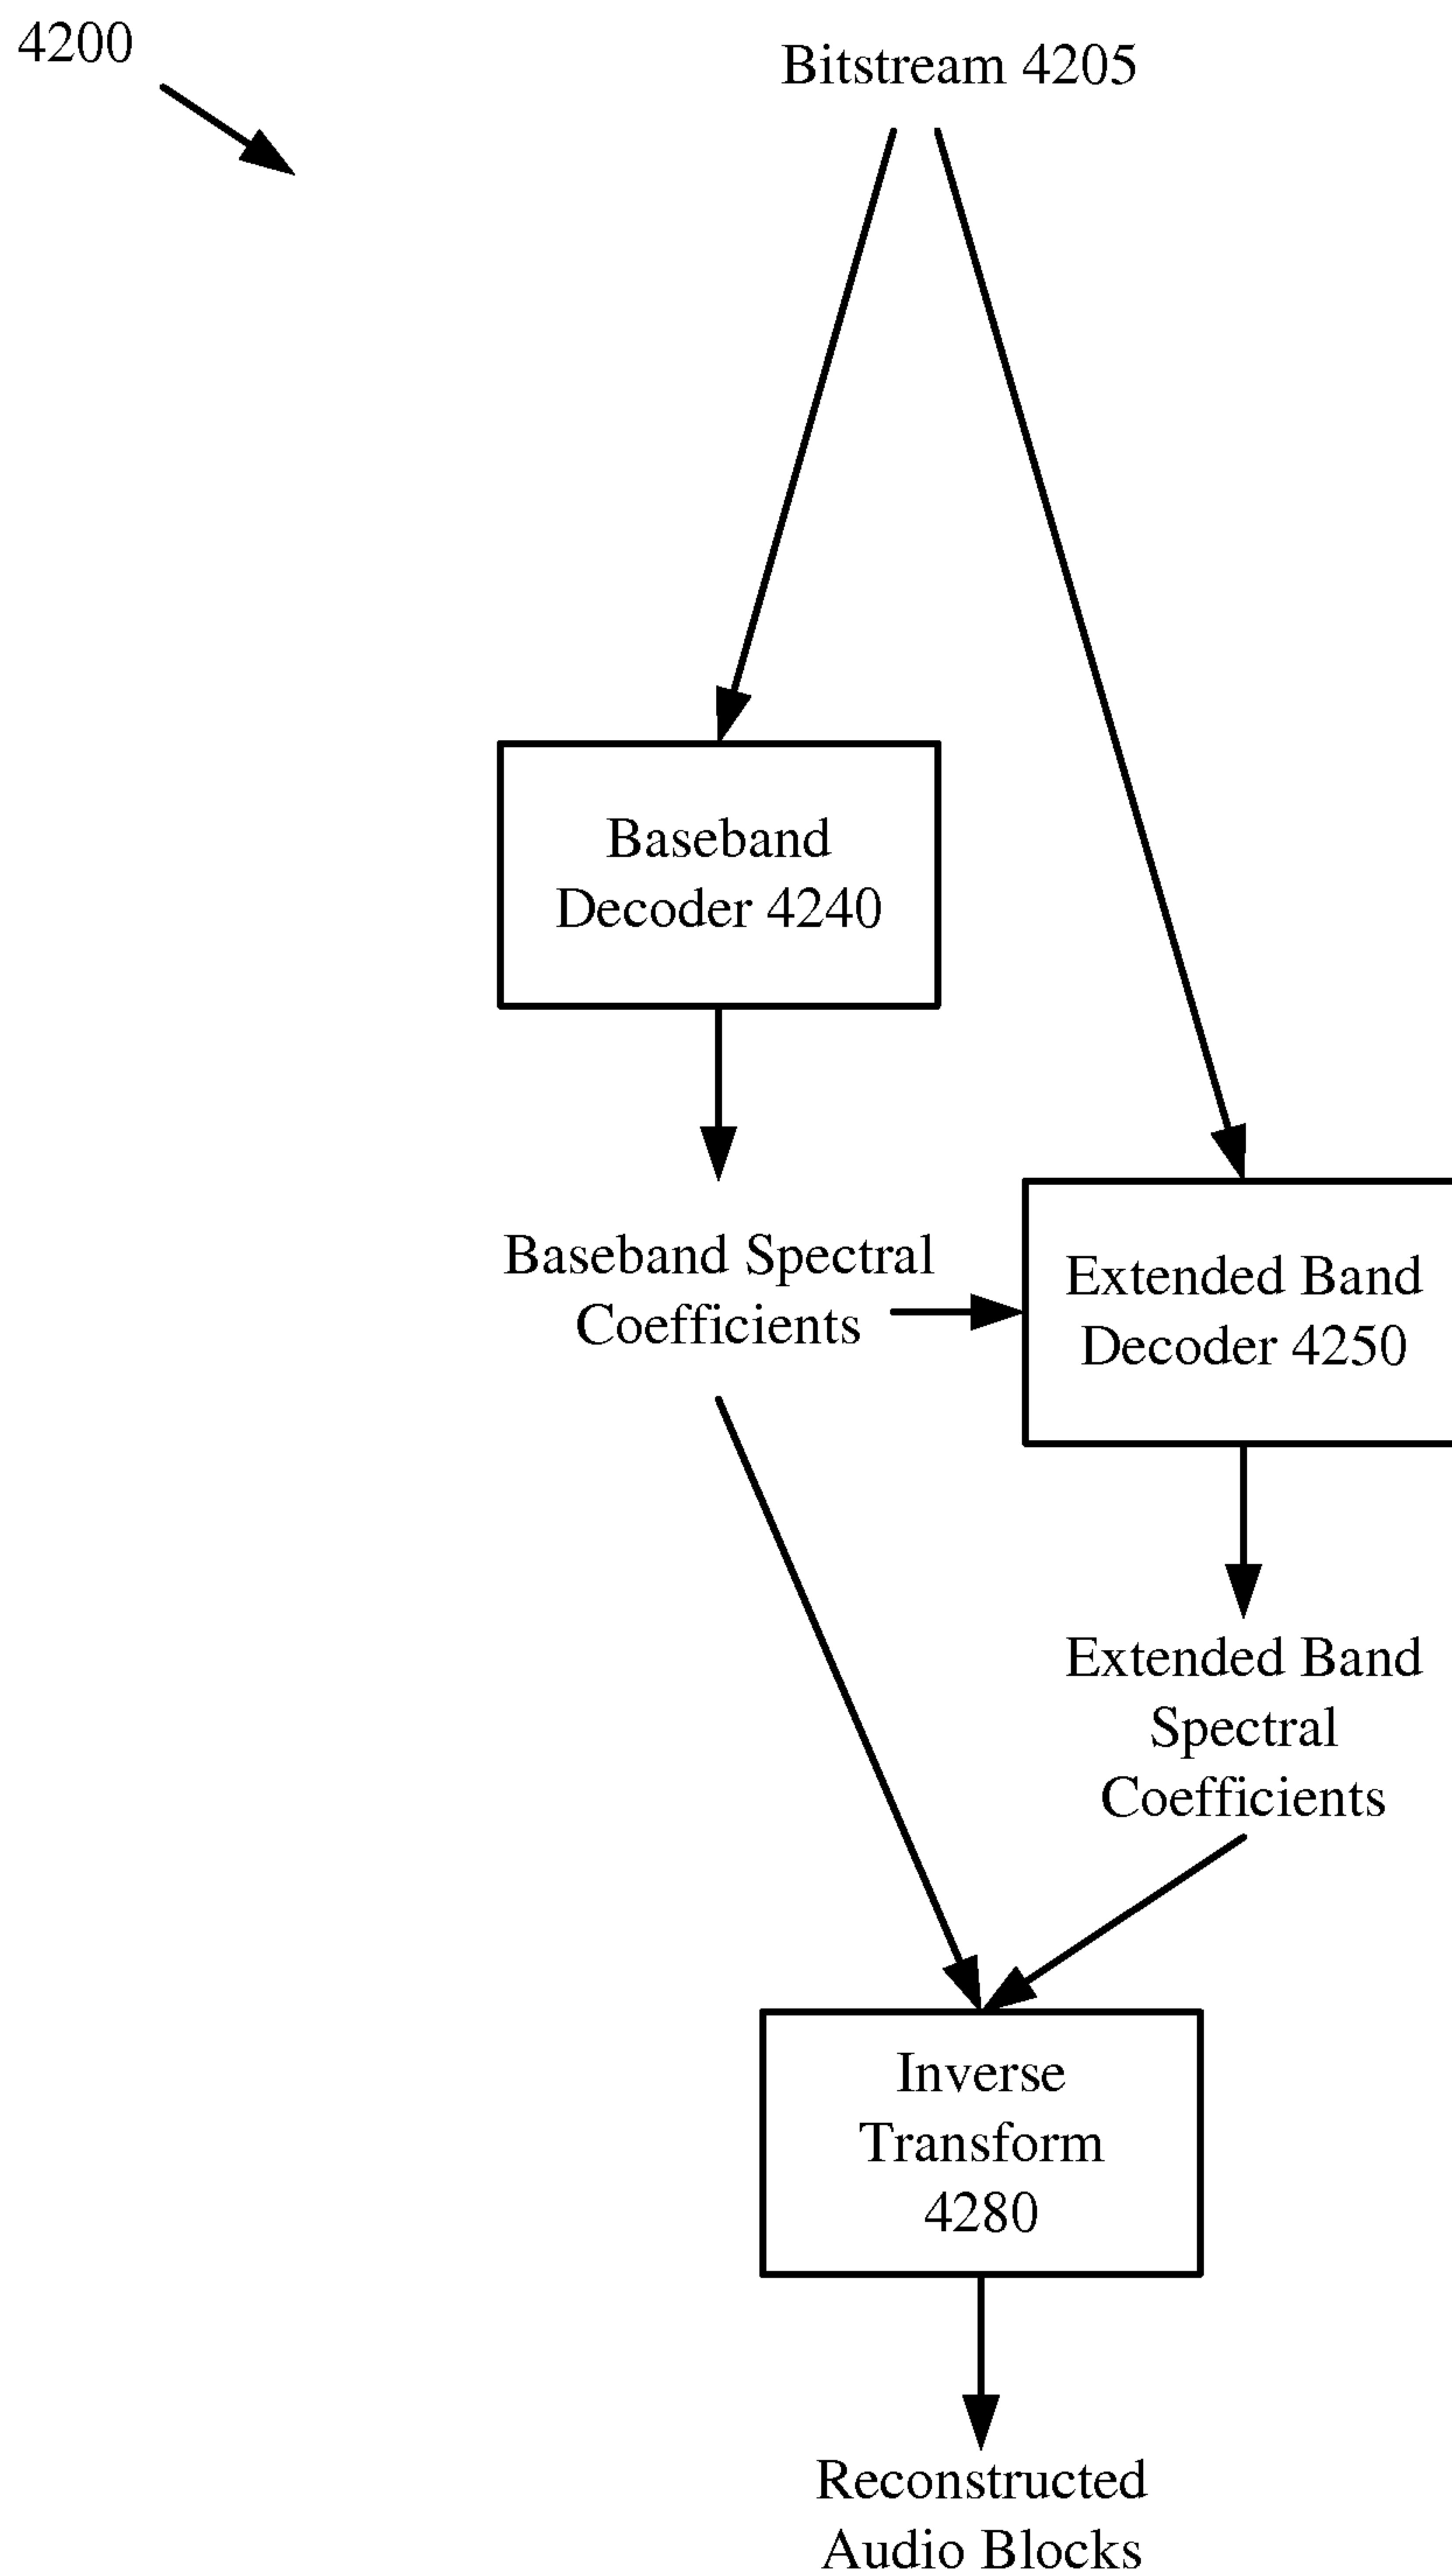 4200
Bitstream 4205
Baseband
Decoder 4240
Baseband Spectral
Coefficients
Extended Band
Decoder 4250
Extended Band
Spectral
Coefficients
Inverse
Transform
4280
Reconstructed
Audio Blocks